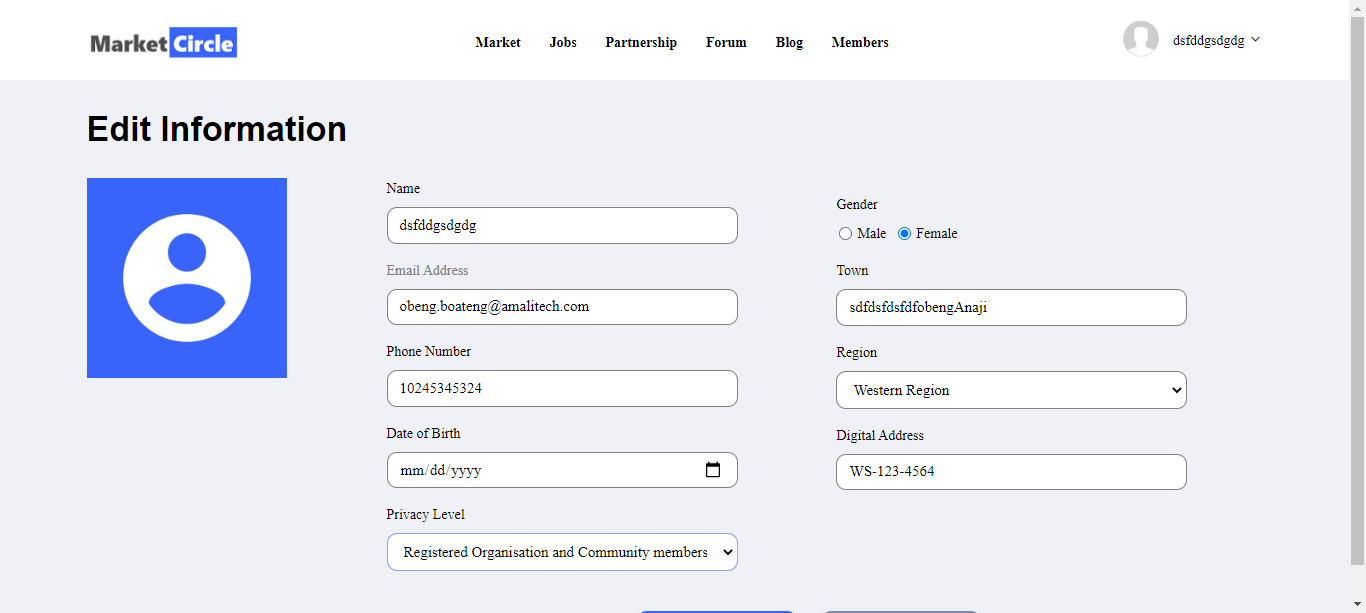 Market Circle
Market Jobs Partnership Forum Blog Members
dsfddgsdgdg
Edit Information
Name
dsfddgsdgdg
Email Address
obeng.boateng@amalitech.com
Phone Number
10245345324
Date of Birth
mm/dd/yyyy
Privacy Level
Registered Organisation and Community members
Gender
Male Female
Town
sdfdsfdsfdfobengAnaji
Region
Western Region
Digital Address
WS-123-4564